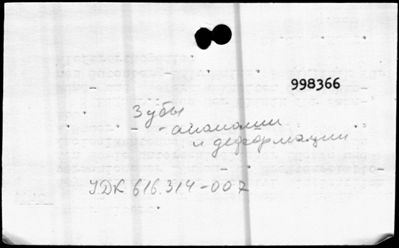 998366
Зубы
- аномалии
и деформации
УДК 616.314-007